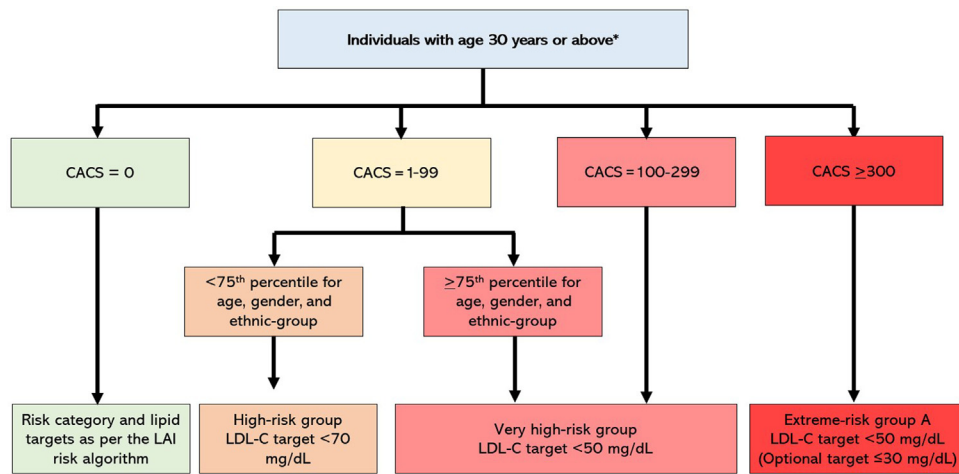 Individuals with age 30 years or above*
CACS = 0
CACS = 1-99
CACS = 100-299
CACS ≥300
<75th percentile for
age, gender, and
ethnic-group
≥75th percentile for
age, gender, and
ethnic-group
Risk category and lipid
targets as per the LAI
risk algorithm
High-risk group
LDL-C target <70
mg/dL
Very high-risk group
LDL-C target <50 mg/dL
Extreme-risk group A
LDL-C target <50 mg/dL
(Optional target ≤30 mg/dL)